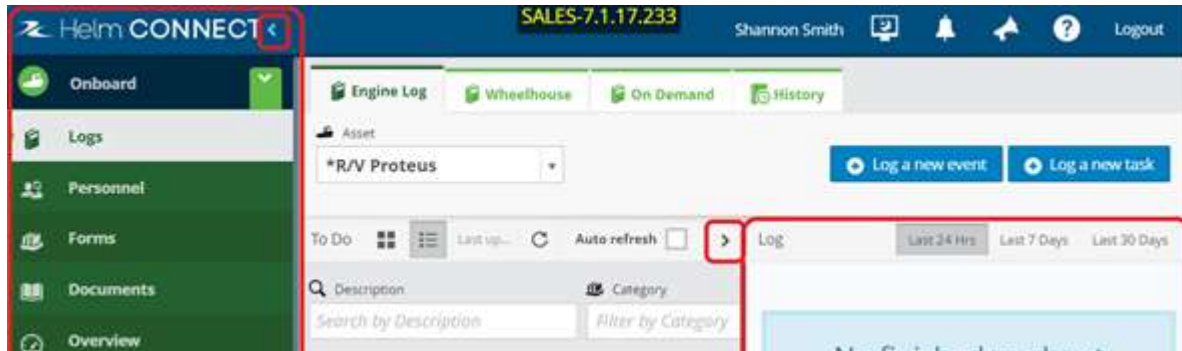 Helm CONNECT
SALES-7.1.17.233
Shannon Smith
Logout
Onboard
Logs
Personnel
Forms
Documents
Overview
Engine Log
Wheelhouse
On Demand
History
Asset
*R/V Proteus
Log a new event
Log a new task
To Do
Last up...
Auto refresh
Log
Last 24 Hrs
Last 7 Days
Last 30 Days
Description
Category
Search by Description
Filter by Category